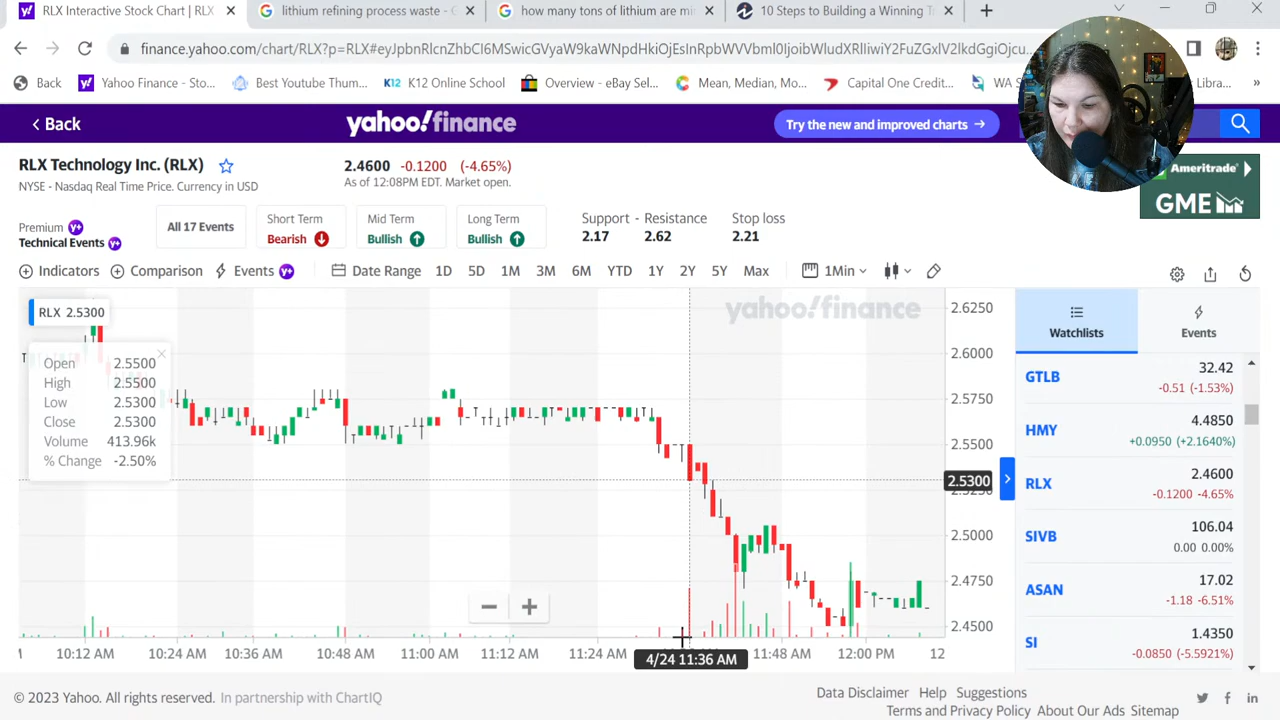 RLX Interactive Stock Chart | RLX
lithium refining process waste - G
how many tons of lithium are mi
10 Steps to Building a Winning Tr
finance.yahoo.com/chart/RLX?p=RLX#eyJpbnRlcnZhbCI6MSwicGVyaW9kaWNpdHkiOjEsInRpbWVVbml0IjoibWludXRlIiwiY2FuZGxlV2lkdGgiOjcu...
Back
Yahoo Finance - Sto...
Best Youtube Thum...
K12 Online School
Overview - eBay Sel...
Mean, Median, Mo...
Capital One Credit...
WA S
Libra...
Back
yahoo!finance
Try the new and improved charts →
RLX Technology Inc. (RLX)
2.4600 -0.1200 (-4.65%)
NYSE - Nasdaq Real Time Price. Currency in USD
As of 12:08PM EDT. Market open.
Ameritrade
GME
Premium
Technical Events
All 17 Events
Short Term
Bearish
Mid Term
Bullish
Long Term
Bullish
Support - Resistance
2.17 2.62
Stop loss
2.21
Indicators Comparison Events Date Range 1D 5D 1M 3M 6M YTD 1Y 2Y 5Y Max 1Min
RLX 2.5300
yahoo!finance
Open 2.5500
High 2.5500
Low 2.5300
Close 2.5300
Volume 413.96k
% Change -2.50%
2.6250
2.6000
2.5750
2.5500
2.5300
2.5250
2.5000
2.4750
2.4500
10:12 AM 10:24 AM 10:36 AM 10:48 AM 11:00 AM 11:12 AM 11:24 AM 11:48 AM 12:00 PM 12
4/24 11:36 AM
Watchlists
Events
GTLB 32.42
-0.51 (-1.53%)
HMY 4.4850
+0.0950 (+2.1640%)
RLX 2.4600
-0.1200 -4.65%
SIVB 106.04
0.00 0.00%
ASAN 17.02
-1.18 -6.51%
SI 1.4350
-0.0850 (-5.5921%)
© 2023 Yahoo. All rights reserved. In partnership with ChartIQ
Data Disclaimer Help Suggestions
Terms and Privacy Policy About Our Ads Sitemap